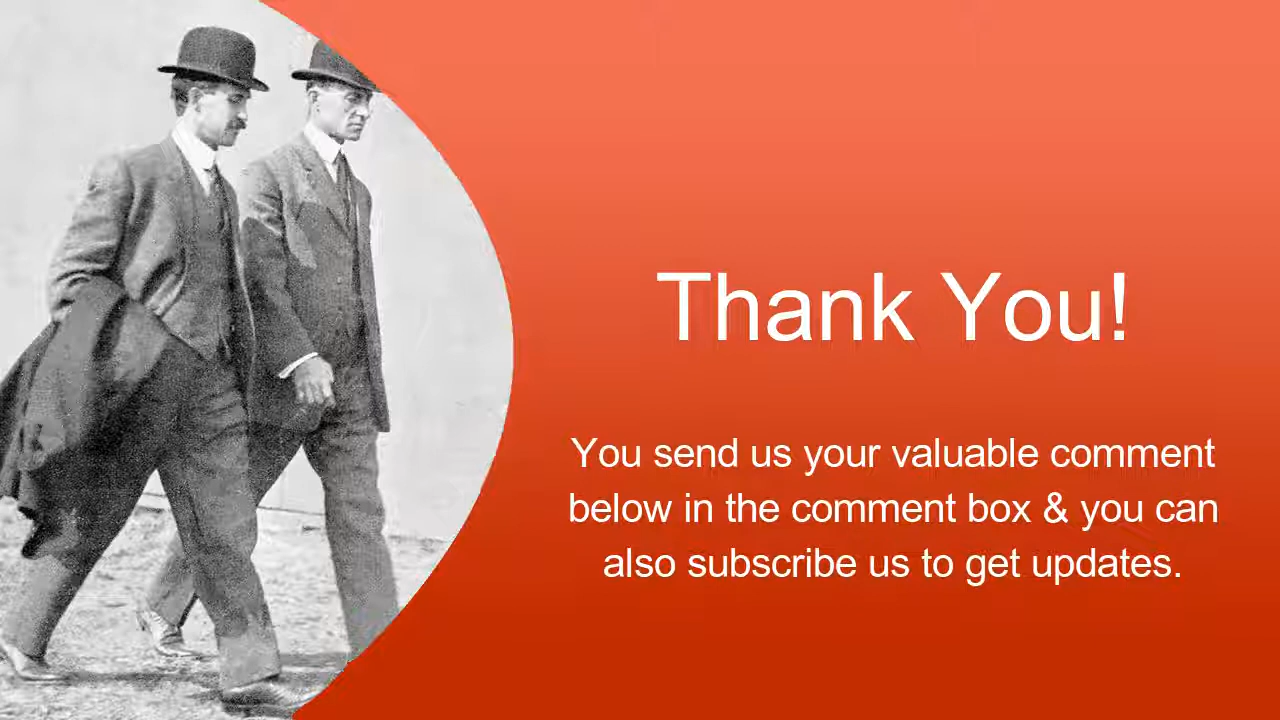 Thank You!
You send us your valuable comment
below in the comment box & you can
also subscribe us to get updates.